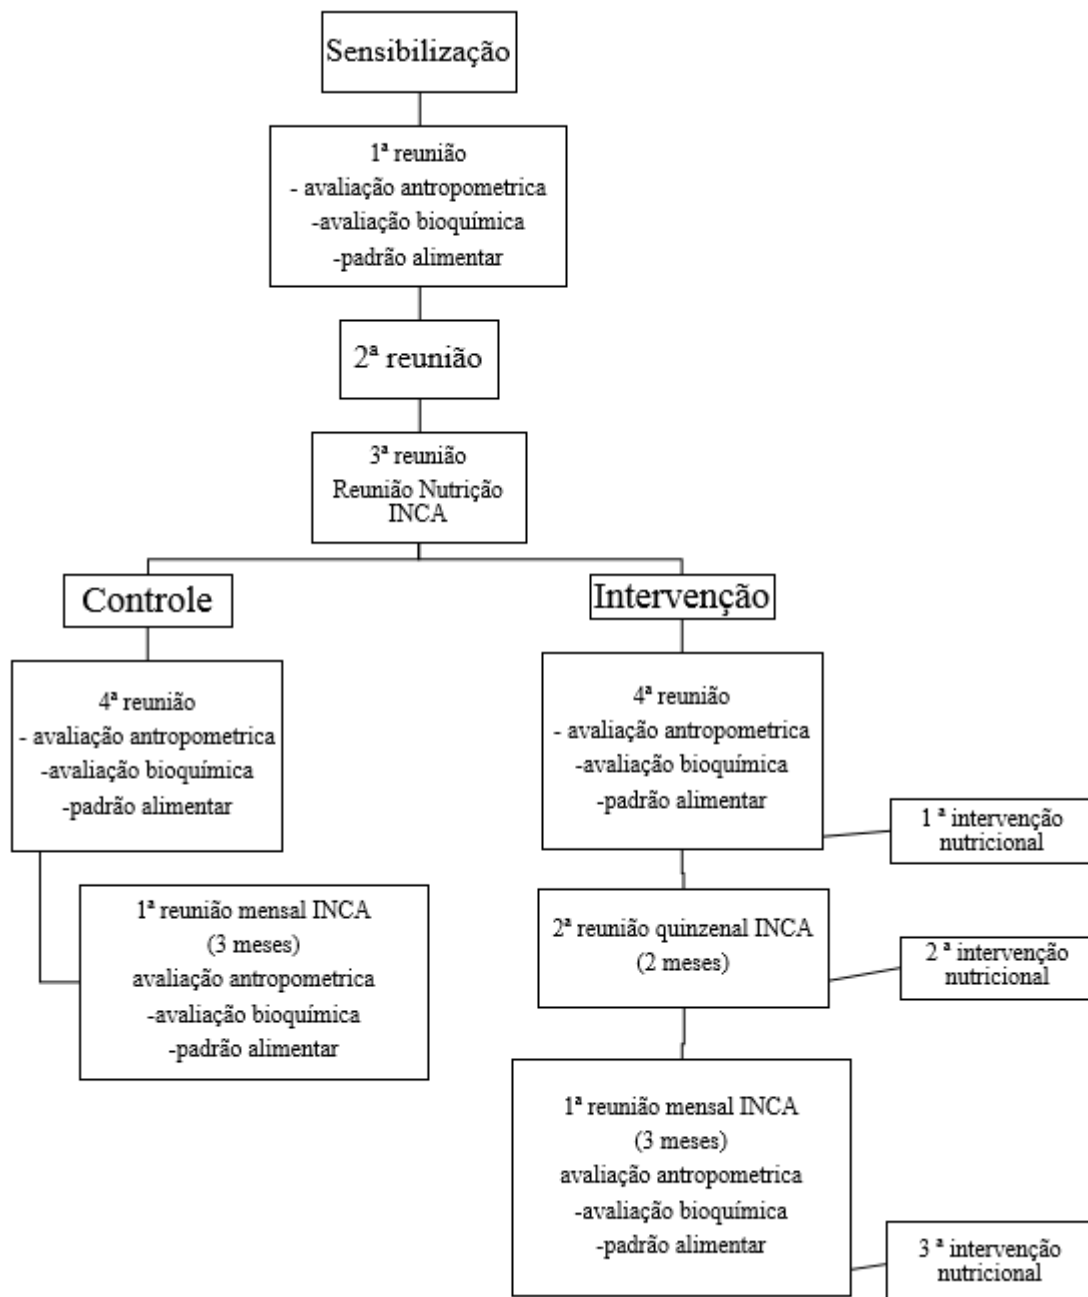 Sensibilização
1ª reunião
- avaliação antropometrica
-avaliação bioquímica
-padrão alimentar
2ª reunião
3ª reunião
Reunião Nutrição
INCA
Controle
4ª reunião
- avaliação antropometrica
-avaliação bioquímica
-padrão alimentar
1ª reunião mensal INCA
(3 meses)
avaliação antropometrica
-avaliação bioquímica
-padrão alimentar
Intervenção
4ª reunião
- avaliação antropometrica
-avaliação bioquímica
-padrão alimentar
1 ª intervenção
nutricional
2ª reunião quinzenal INCA
(2 meses)
2 ª intervenção
nutricional
1ª reunião mensal INCA
(3 meses)
avaliação antropometrica
-avaliação bioquímica
-padrão alimentar
3 ª intervenção
nutricional